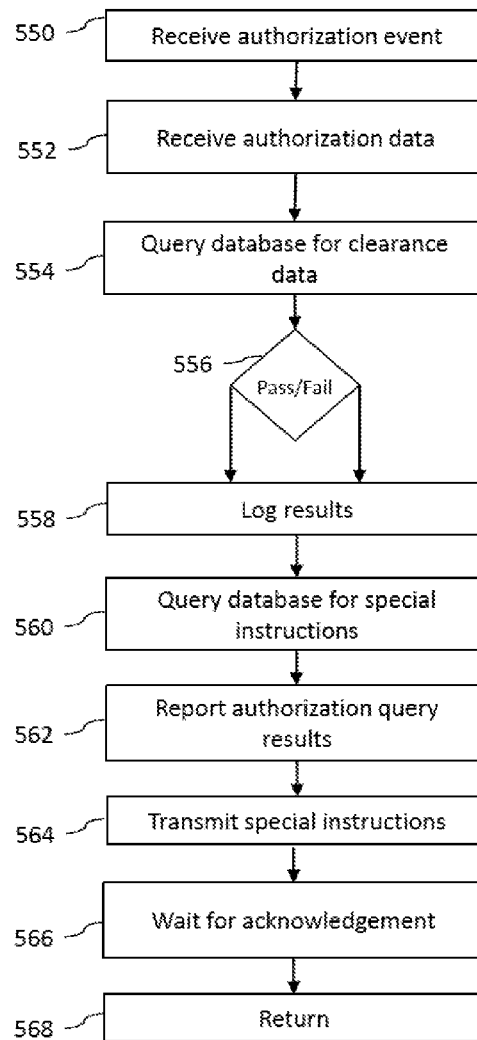 550
Receive authorization event
552
Receive authorization data
554
Query database for clearance
data
556
Pass/Fail
558
Log results
560
Query database for special
instructions
562
Report authorization query
results
564
Transmit special instructions
566
Wait for acknowledgement
568
Return